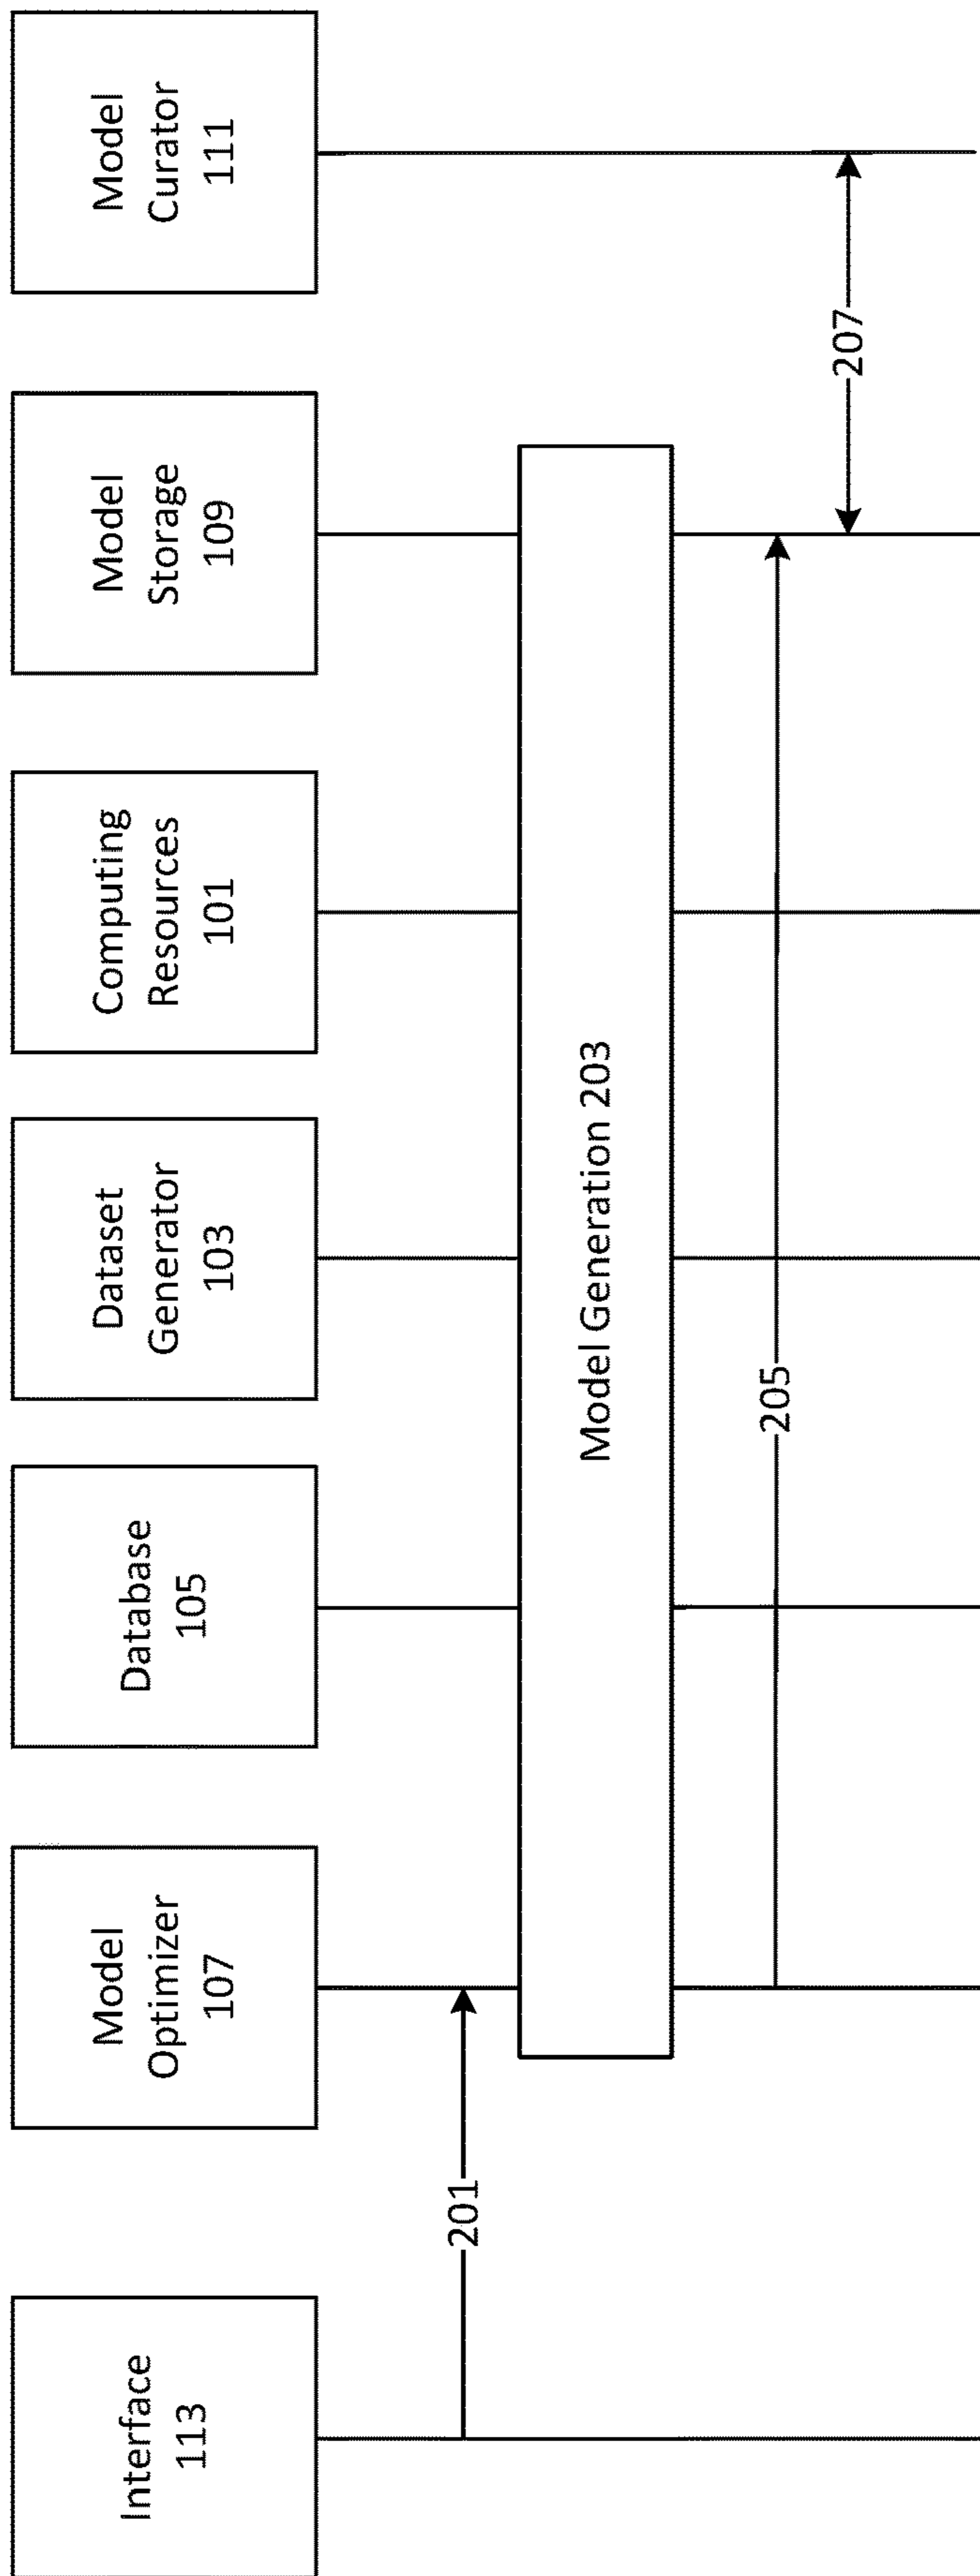 Interface
113
Model
Optimizer
107
Database
105
Dataset
Generator
103
Computing
Resources
101
Model
Storage
109
Model
Curator
111
201
Model Generation 203
205
207